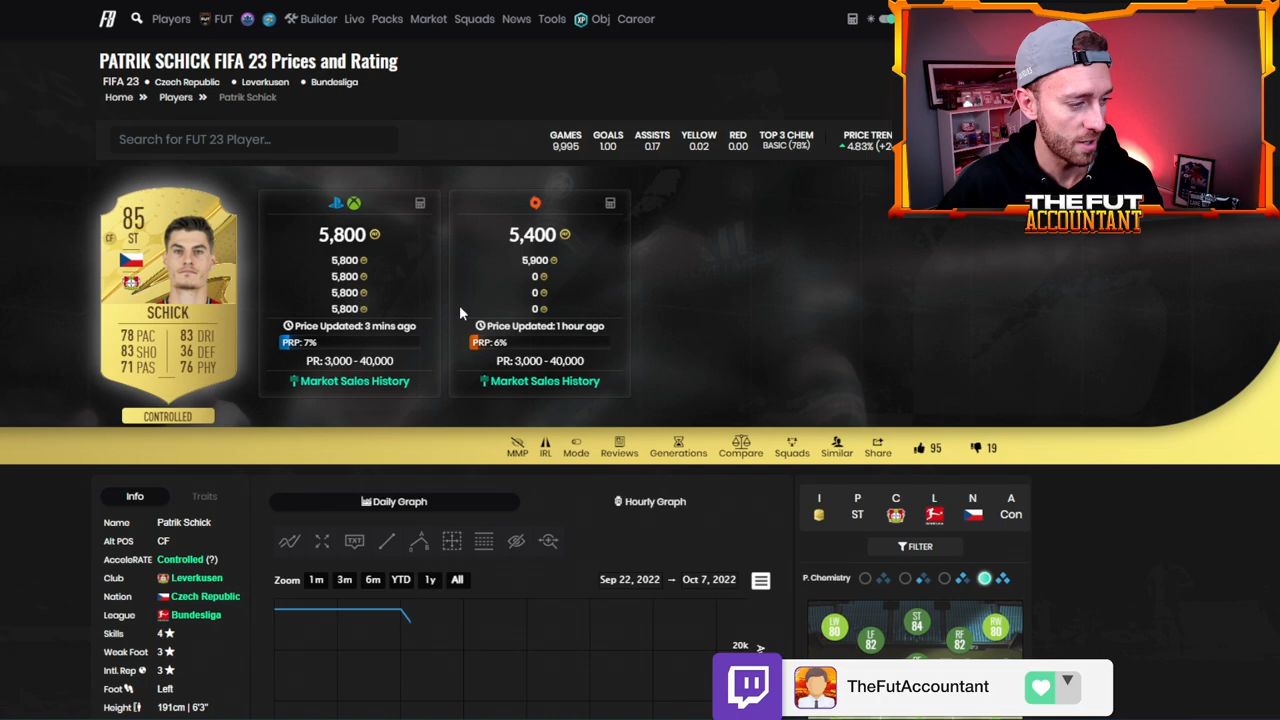 FB Players FUT Builder Live Packs Market Squads News Tools XP Obj Career
PATRIK SCHICK FIFA 23 Prices and Rating
FIFA 23 • Czech Republic • Leverkusen • Bundesliga
Home » Players » Patrik Schick
Search for FUT 23 Player...
GAMES GOALS ASSISTS YELLOW RED TOP 3 CHEM PRICE TREN
9,995 1.00 0.17 0.02 0.00 BASIC (78%) 4.83% (+2
THE FUT
ACCOUNTANT
85
CF ST
SCHICK
78 PAC 83 DRI
83 SHO 36 DEF
71 PAS 76 PHY
CONTROLLED
5,800
5,800
5,800
5,800
5,800
Price Updated: 3 mins ago
PRP: 7%
PR: 3,000 - 40,000
Market Sales History
5,400
5,900
0
0
0
Price Updated: 1 hour ago
PRP: 6%
PR: 3,000 - 40,000
Market Sales History
MMP IRL Mode Reviews Generations Compare Squads Similar Share 95 19
Info Traits
Name Patrik Schick
Alt POS CF
AcceleRATE Controlled (?)
Club Leverkusen
Nation Czech Republic
League Bundesliga
Skills 4★
Weak Foot 3★
Intl. Rep 3★
Foot Left
Height 191cm | 6'3"
Daily Graph Hourly Graph
TXT
Zoom 1m 3m 6m YTD 1y All Sep 22, 2022 → Oct 7, 2022
20k
I P C L N A
ST Con
FILTER
P. Chemistry
LW 80
LF 82
ST 84
RF 82
RW 80
TheFutAccountant